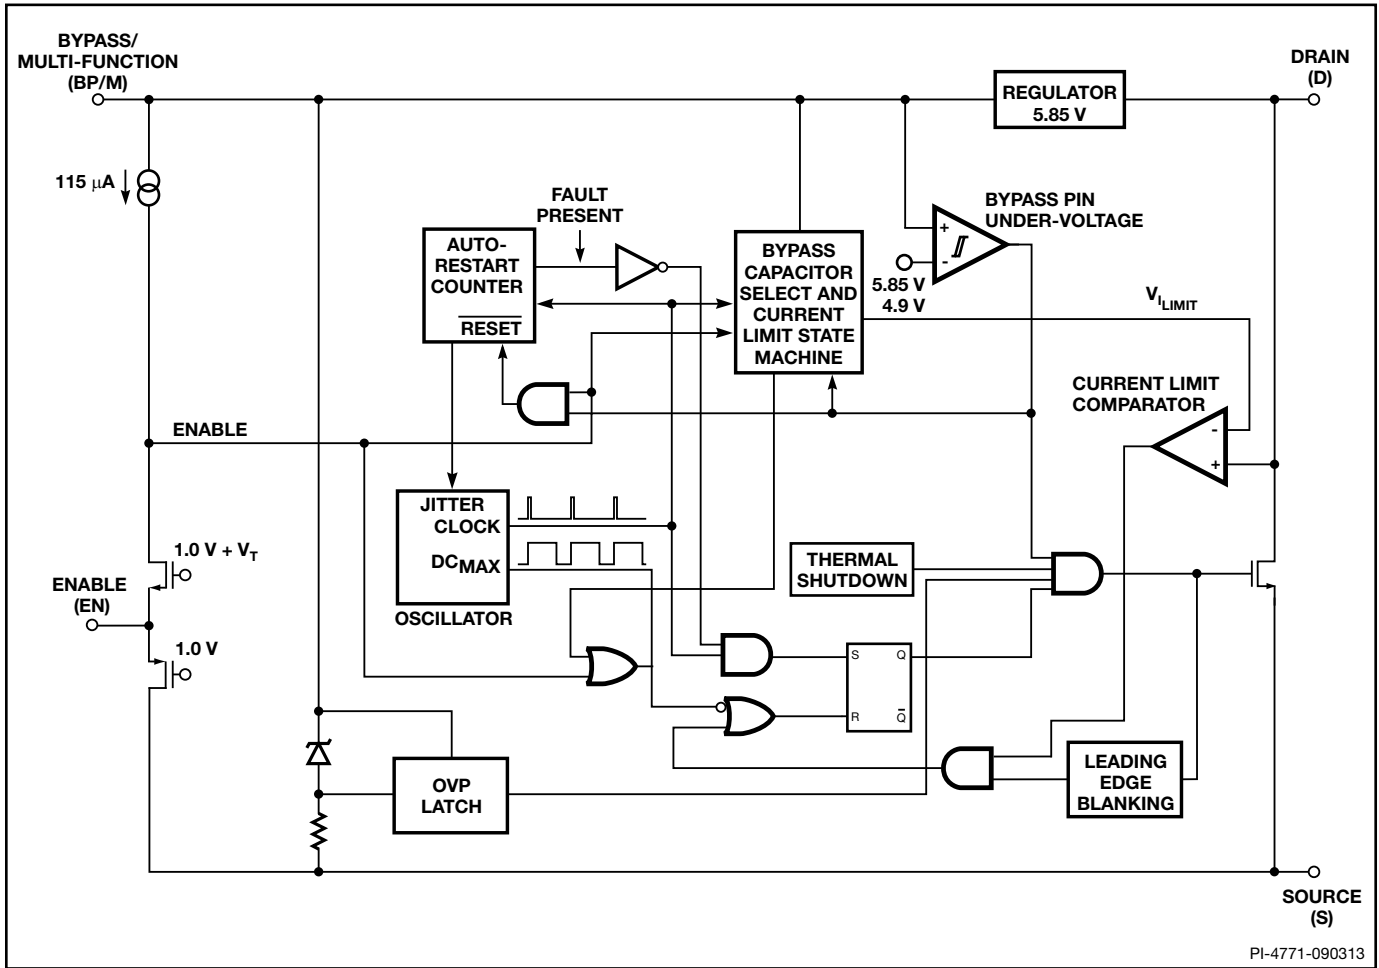 BYPASS/
MULTI-FUNCTION
(BP/M)
DRAIN
(D)
REGULATOR
5.85 V
115 μA
FAULT
PRESENT
BYPASS PIN
UNDER-VOLTAGE
+
-
5.85 V
4.9 V
AUTO-
RESTART
COUNTER
RESET
BYPASS
CAPACITOR
SELECT AND
CURRENT
LIMIT STATE
MACHINE
VILIMIT
CURRENT LIMIT
COMPARATOR
-
+
ENABLE
JITTER
CLOCK
DCMAX
OSCILLATOR
1.0 V + VT
ENABLE
(EN)
1.0 V
THERMAL
SHUTDOWN
S Q
R Q̅
OVP
LATCH
LEADING
EDGE
BLANKING
SOURCE
(S)
PI-4771-090313